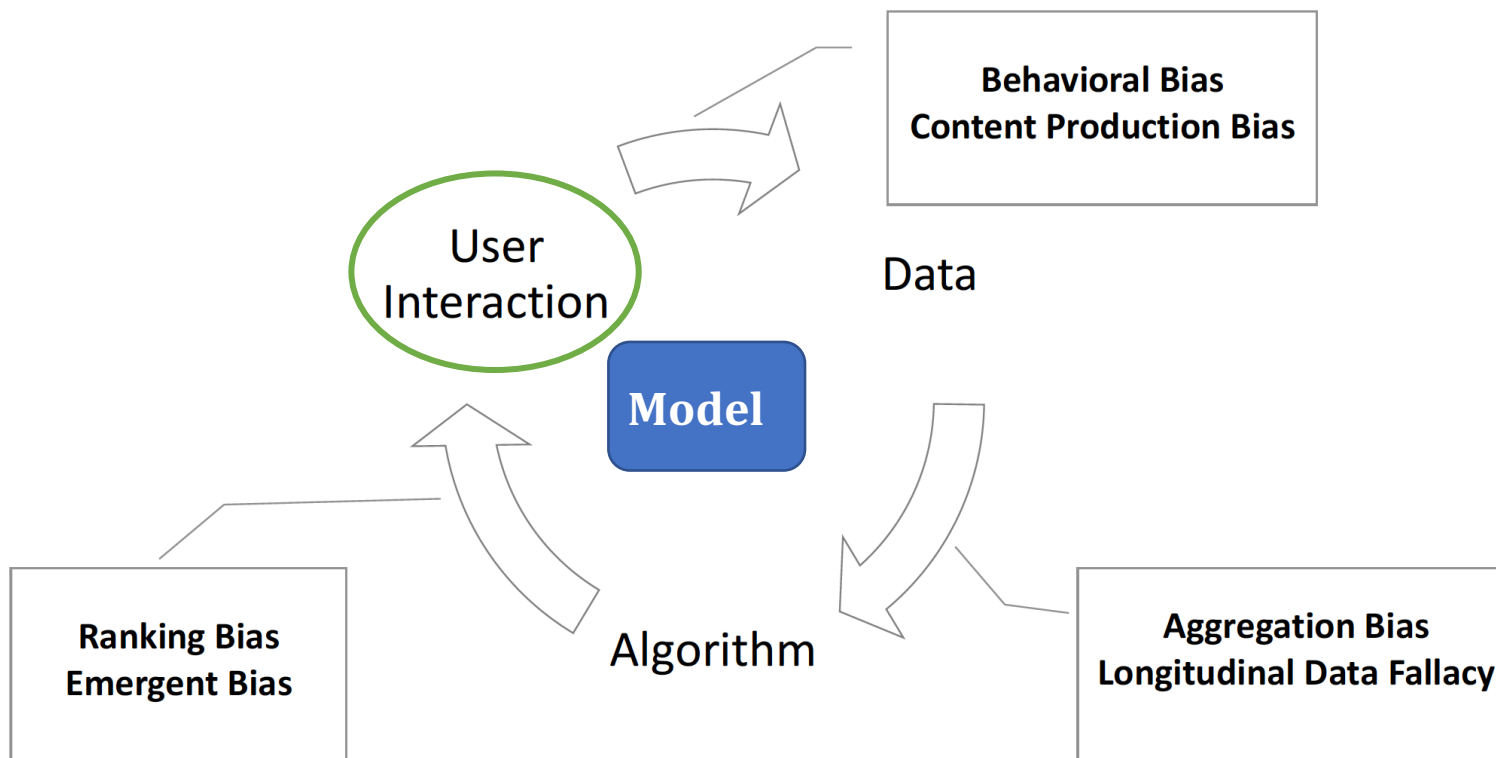 Behavioral Bias
Content Production Bias
User
Interaction
Data
Model
Ranking Bias
Emergent Bias
Algorithm
Aggregation Bias
Longitudinal Data Fallacy